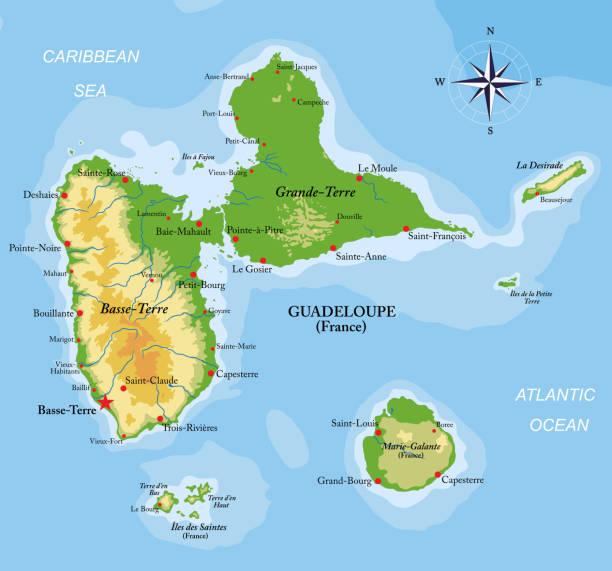 CARIBBEAN
SEA
N
W
E
S
Saint-Jacques
Anse-Bertrand
Campeche
Port-Louis
Petit-Canal
Îles à Fajou
Vieux-Bourg
Le Moule
La Desirade
Beausejour
Grande-Terre
Sainte-Rose
Deshaies
Lamentin
Baie-Mahault
Douville
Pointe-à-Pitre
Saint-François
Pointe-Noire
Sainte-Anne
Le Gosier
Mahaut
Vernou
Petit-Bourg
Îles de la Petite
Terre
Basse-Terre
GUADELOUPE
(France)
Bouillante
Goyave
Marigot
Sainte-Marie
Vieux-
Habitants
Capesterre
Saint-Claude
Baillif
Basse-Terre
ATLANTIC
OCEAN
Trois-Rivières
Vieux-Fort
Saint-Louis
Boree
Marie-Galante
(France)
Grand-Bourg
Capesterre
Terre d'en
Bas
Terre d'en
Haut
Le Bourg
Îles des Saintes
(France)